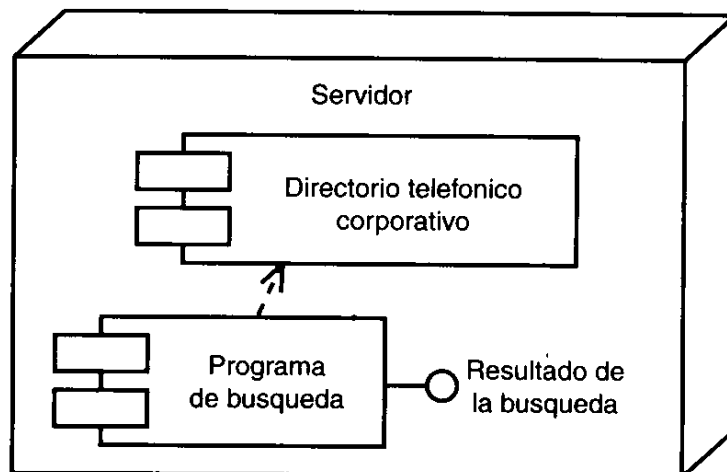 Servidor
Directorio telefonico
corporativo
Programa
de busqueda
Resultado de
la busqueda